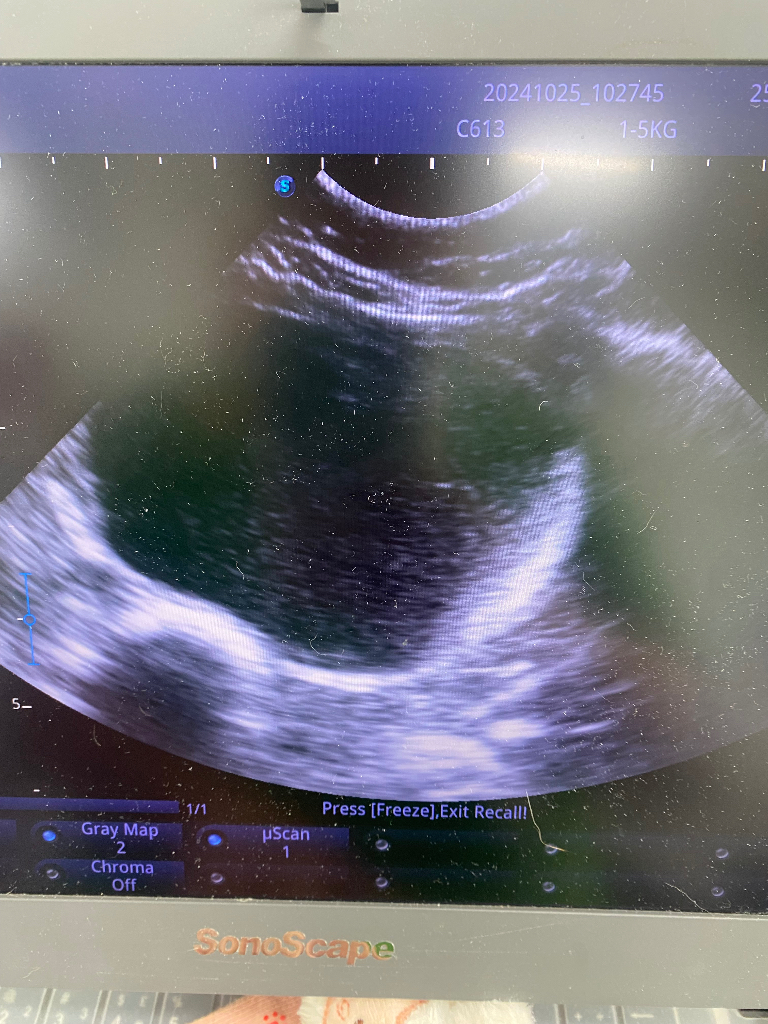 20241025_102745
25
C613
1-5KG
S
5
1/1
Press [Freeze],Exit Recall!
Gray Map
2
µScan
1
Chroma
Off
SonoScape